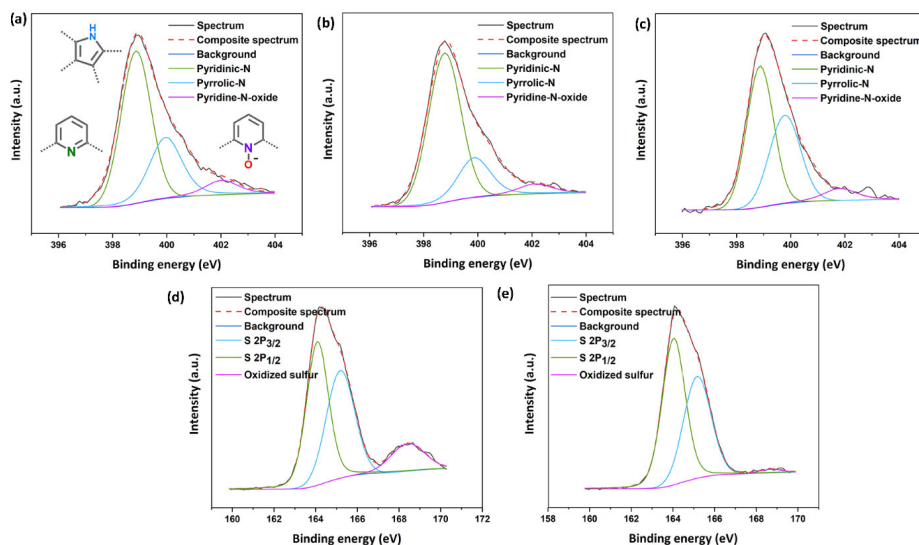 (a)
H
N
N
N
O
−
Spectrum
Composite spectrum
Background
Pyridinic-N
Pyrrolic-N
Pyridine-N-oxide
Intensity (a.u.)
396 398 400 402 404
Binding energy (eV)
(b)
Spectrum
Composite spectrum
Background
Pyridinic-N
Pyrrolic-N
Pyridine-N-oxide
Intensity (a.u.)
396 398 400 402 404
Binding energy (eV)
(c)
Spectrum
Composite spectrum
Background
Pyridinic-N
Pyrrolic-N
Pyridine-N-oxide
Intensity (a.u.)
396 398 400 402 404
Binding energy (eV)
(d)
Spectrum
Composite spectrum
Background
S 2P3/2
S 2P1/2
Oxidized sulfur
Intensity (a.u.)
160 162 164 166 168 170 172
Binding energy (eV)
(e)
Spectrum
Composite spectrum
Background
S 2P3/2
S 2P1/2
Oxidized sulfur
Intensity (a.u.)
158 160 162 164 166 168 170
Binding energy (eV)